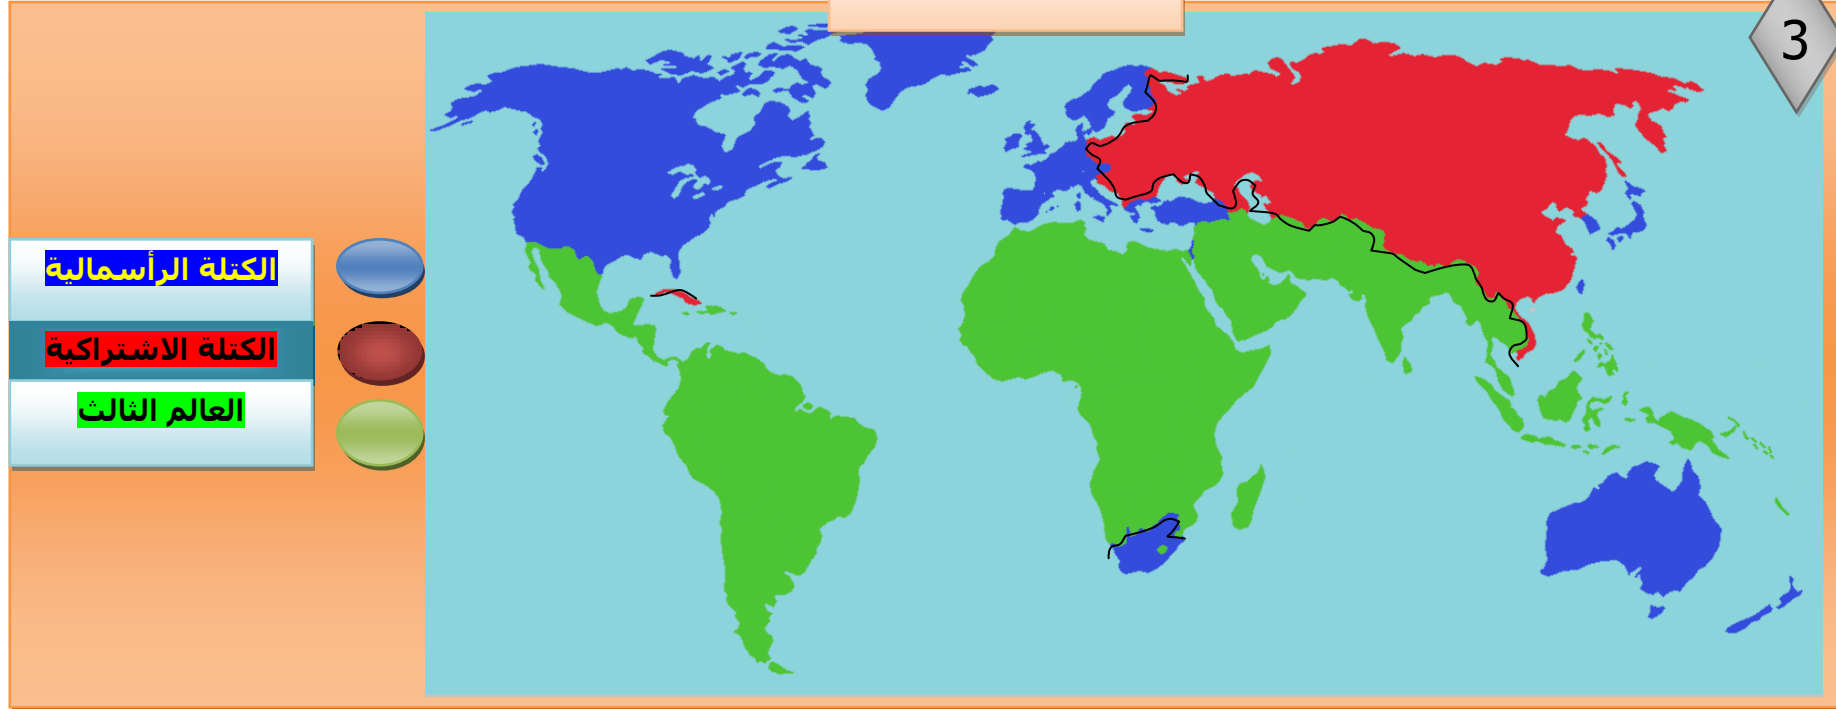 3
الكتلة الرأسمالية
الكتلة الاشتراكية
العالم الثالث